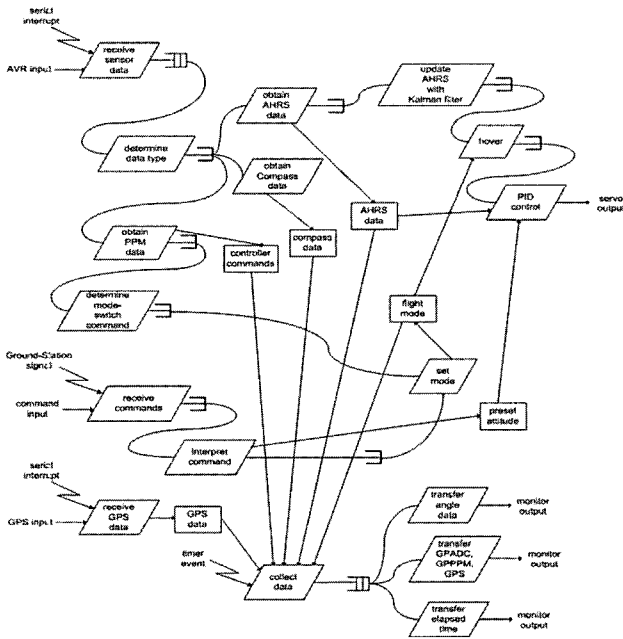 serial
interrupt
AVR input
receive
sensor
data
obtain
AHRS
data
update
AHRS
with
Kalman filter
hover
determine
data type
obtain
Compass
data
PID
control
servo
output
AHRS
data
obtain
PPM
data
compass
data
controller
commands
determine
mode-
switch
command
flight
mode
Ground-Station
signal
command
input
receive
commands
set
mode
preset
attitude
Interpret
command
serial
interrupt
GPS input
receive
GPS
data
GPS
data
timer
event
collect
data
transfer
angle
data
monitor
output
transfer
GPADC,
GPPPM,
GPS
monitor
output
transfer
elapsed
time
monitor
output